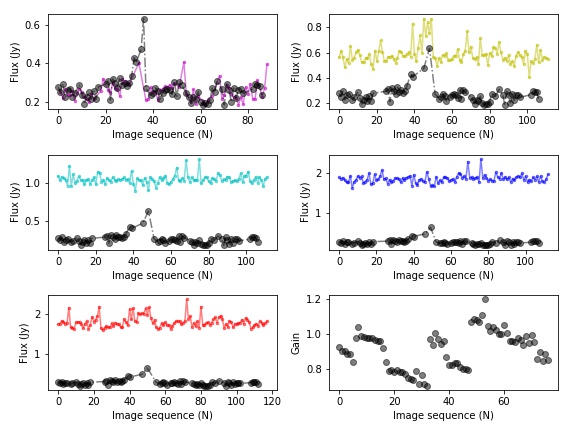 Flux (Jy)
0.6
0.4
0.2
0 20 40 60 80
Image sequence (N)
Flux (Jy)
0.8
0.6
0.4
0.2
0 20 40 60 80 100
Image sequence (N)
Flux (Jy)
1.0
0.5
0 20 40 60 80 100
Image sequence (N)
Flux (Jy)
2
1
0 20 40 60 80 100
Image sequence (N)
Flux (Jy)
2
1
0 20 40 60 80 100 120
Image sequence (N)
Gain
1.2
1.0
0.8
0 20 40 60
Image sequence (N)